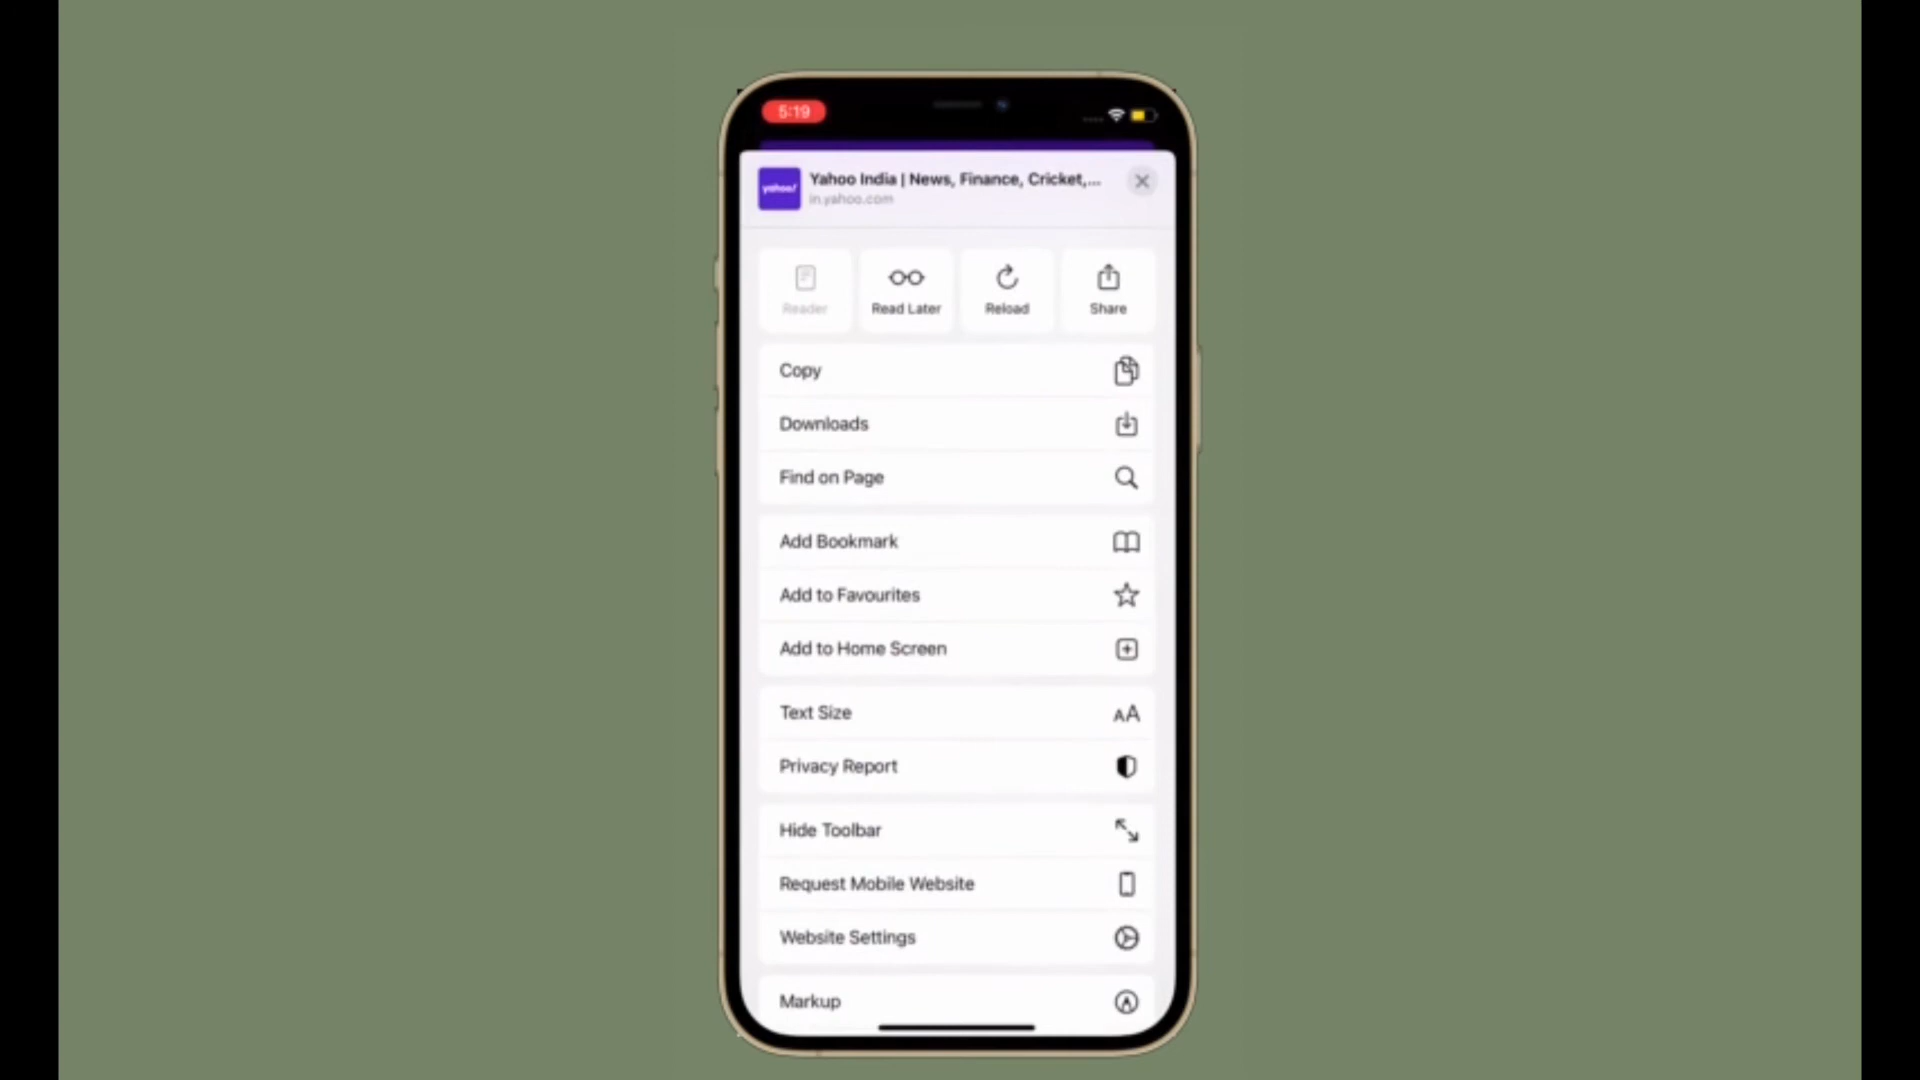 5:19
yahoo!
Yahoo India | News, Finance, Cricket,...
in.yahoo.com
Reader
Read Later
Reload
Share
Copy
Downloads
Find on Page
Add Bookmark
Add to Favourites
Add to Home Screen
Text Size
AA
Privacy Report
Hide Toolbar
Request Mobile Website
Website Settings
Markup